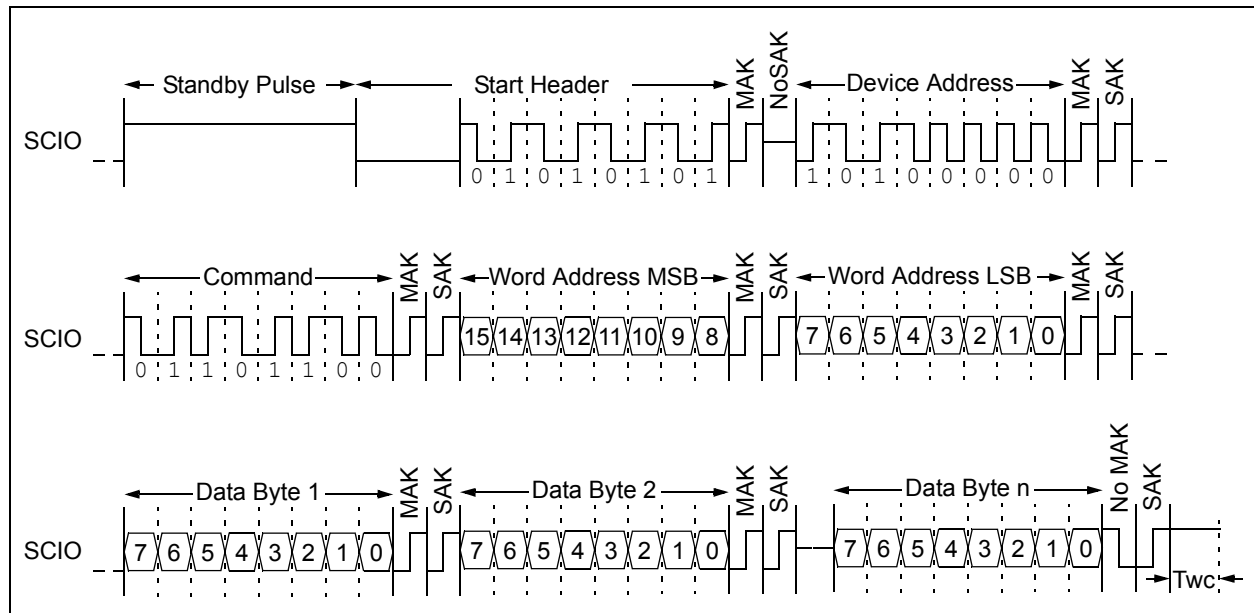 Standby Pulse
Start Header
MAK
NoSAK
Device Address
MAK
SAK
SCIO
0 1 0 1 0 1 0 1
1 0 1 0 0 0 0 0
Command
MAK
SAK
Word Address MSB
MAK
SAK
Word Address LSB
MAK
SAK
SCIO
15 14 13 12 11 10 9 8
7 6 5 4 3 2 1 0
0 1 1 0 1 1 0 0
Data Byte 1
MAK
SAK
Data Byte 2
MAK
SAK
Data Byte n
No MAK
SAK
SCIO
7 6 5 4 3 2 1 0
7 6 5 4 3 2 1 0
7 6 5 4 3 2 1 0
Twc